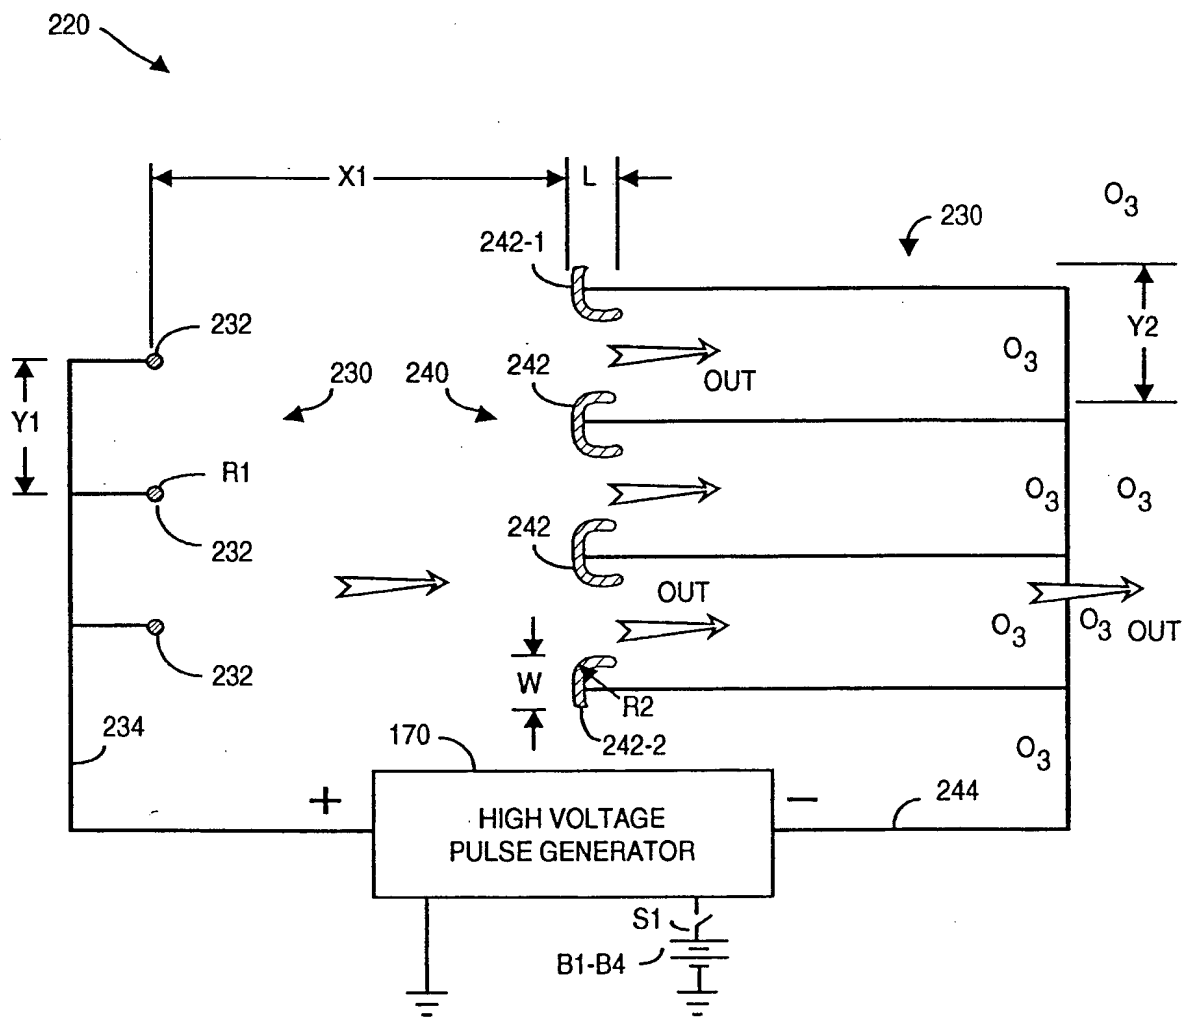 220
X1
L
O3
230
242-1
232
Y2
O3
OUT
230
240
242
Y1
R1
O3
O3
232
242
OUT
O3
O3
OUT
232
W
R2
242-2
234
170
O3
+
−
244
HIGH VOLTAGE
PULSE GENERATOR
S1
B1-B4